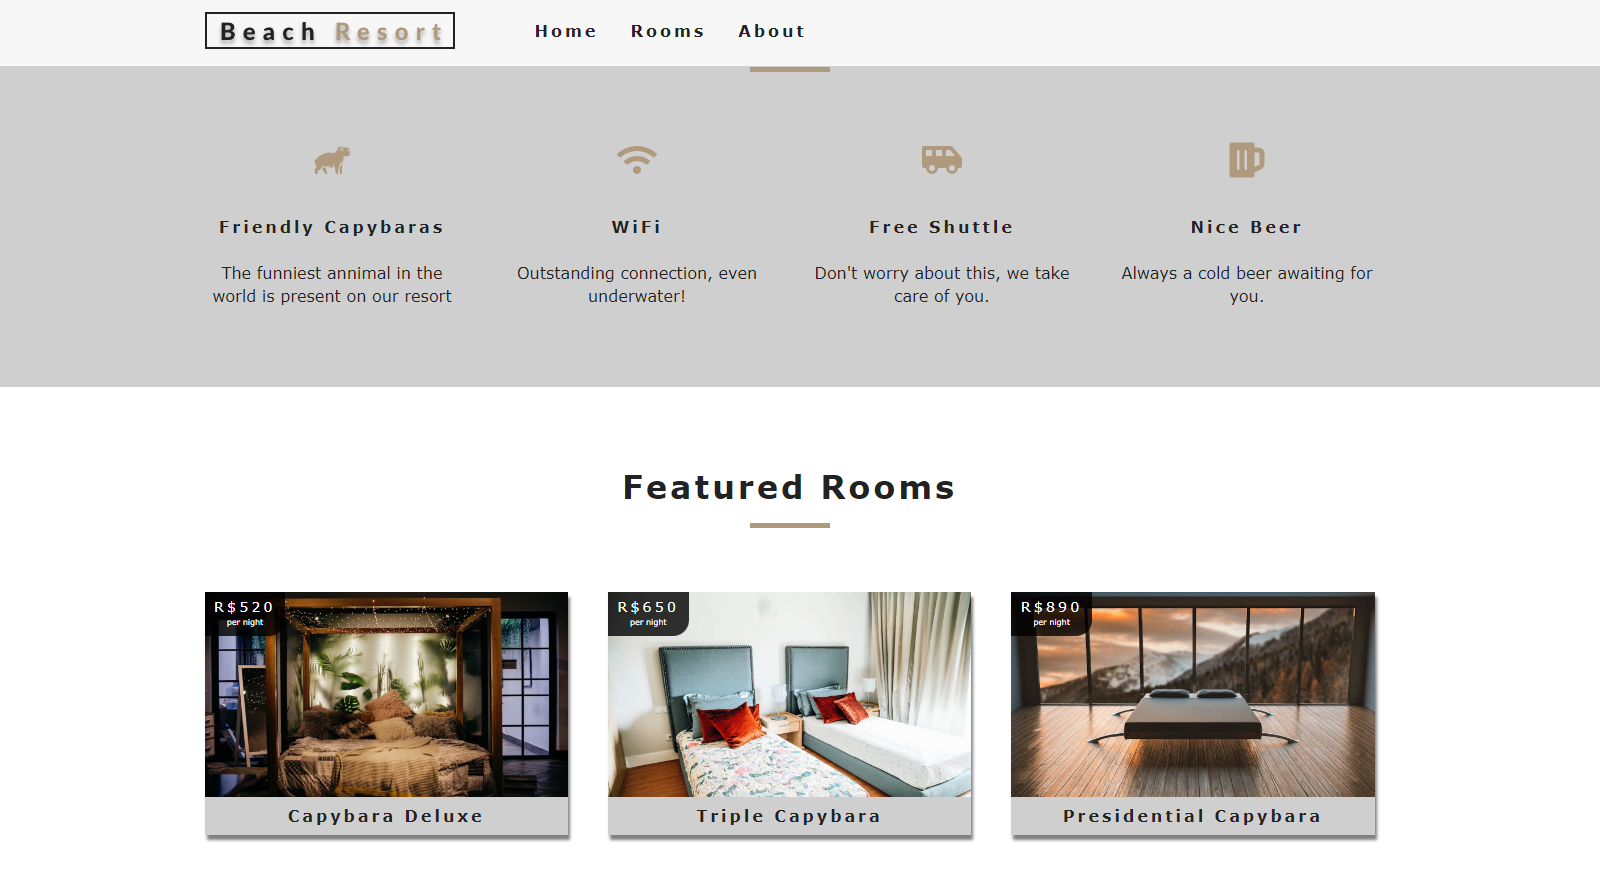 Beach Resort
Home Rooms About
Friendly Capybaras
The funniest annimal in the
world is present on our resort
WiFi
Outstanding connection, even
underwater!
Free Shuttle
Don't worry about this, we take
care of you.
Nice Beer
Always a cold beer awaiting for
you.
Featured Rooms
R$520
per night
Capybara Deluxe
R$650
per night
Triple Capybara
R$890
per night
Presidential Capybara